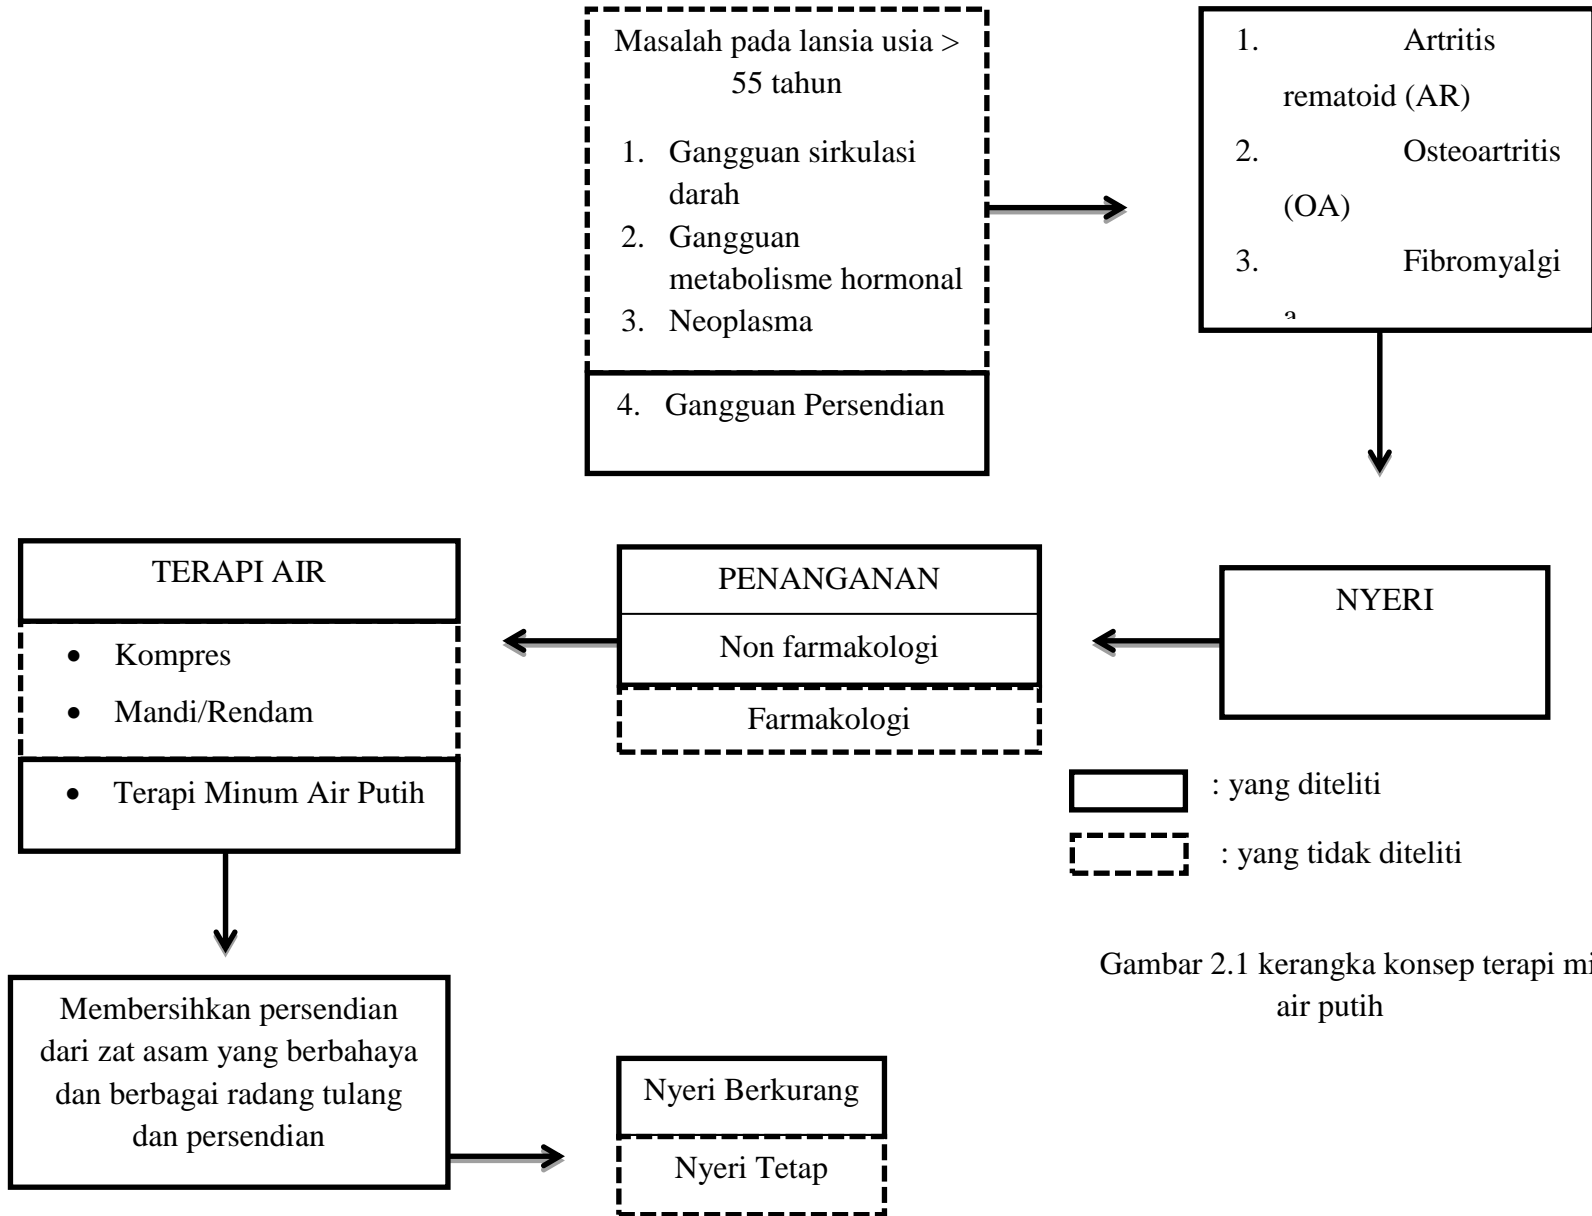 Masalah pada lansia usia >
55 tahun
1. Gangguan sirkulasi
darah
2. Gangguan
metabolisme hormonal
3. Neoplasma
4. Gangguan Persendian
1. Artritis
rematoid (AR)
2. Osteoartritis
(OA)
3. Fibromyalgi
a
TERAPI AIR
• Kompres
• Mandi/Rendam
• Terapi Minum Air Putih
PENANGANAN
Non farmakologi
Farmakologi
NYERI
: yang diteliti
: yang tidak diteliti
Gambar 2.1 kerangka konsep terapi mi
air putih
Membersihkan persendian
dari zat asam yang berbahaya
dan berbagai radang tulang
dan persendian
Nyeri Berkurang
Nyeri Tetap